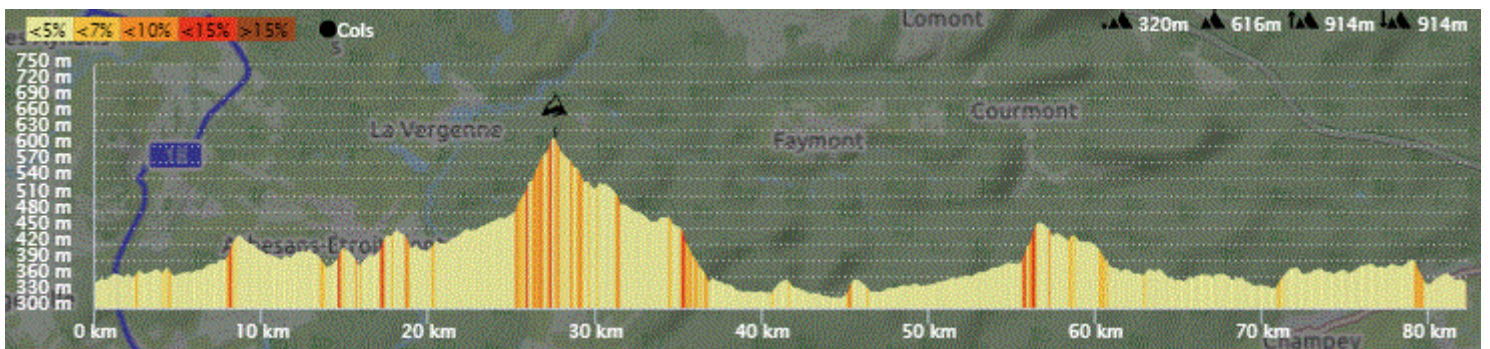 <5% <7% <10% <15% >15% Cols
320m 616m 914m 914m
Lomont
750 m
720 m
690 m
660 m
630 m
600 m
570 m
540 m
510 m
480 m
450 m
420 m
390 m
360 m
330 m
300 m
La Vergenne
Faymont
Courmont
0 km 10 km 20 km 30 km 40 km 50 km 60 km 70 km 80 km
Champey